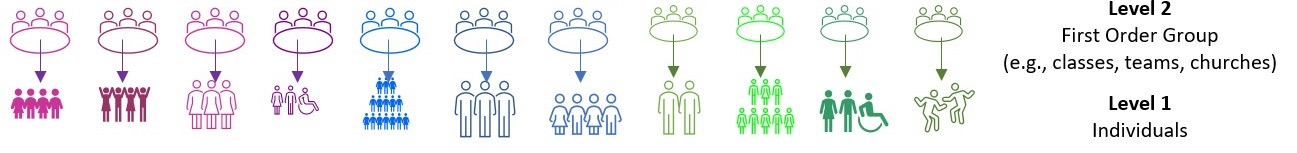 Level 2
First Order Group
(e.g., classes, teams, churches)
Level 1
Individuals